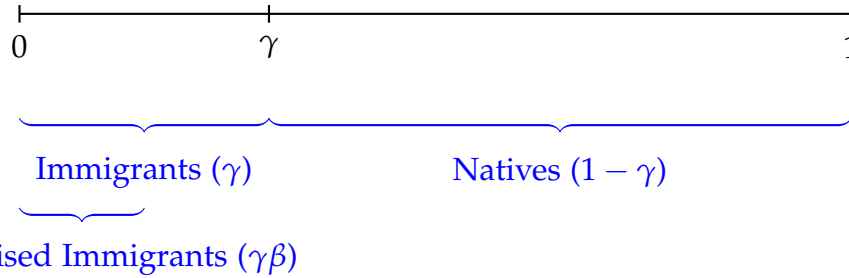 0 γ 1
Immigrants (γ) Natives (1 − γ)
ised Immigrants (γβ)